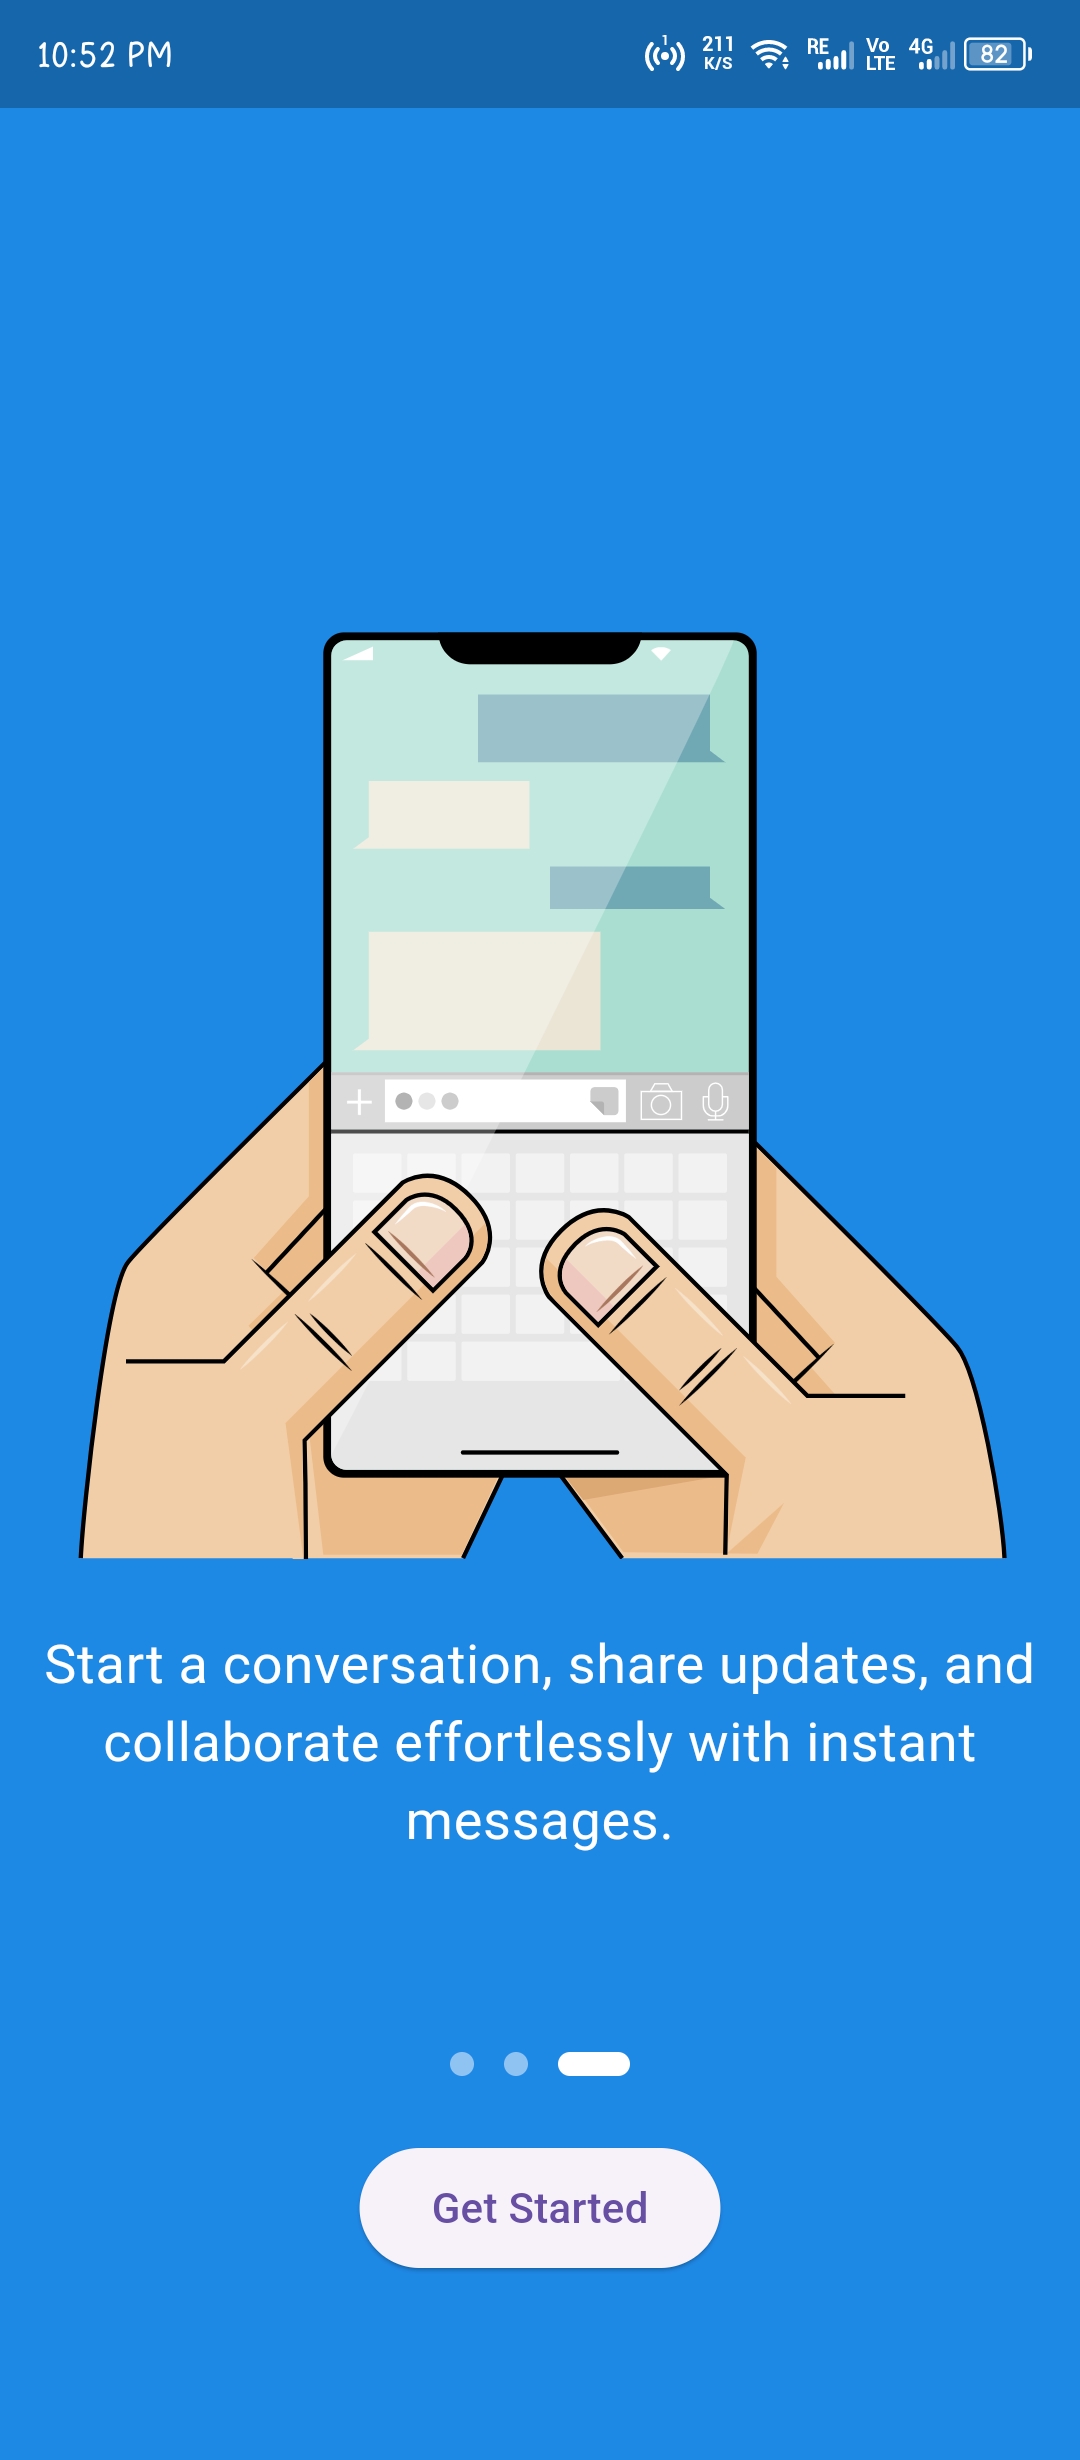 10:52 PM 1 211 K/S RE Vo LTE 4G 82
Start a conversation, share updates, and
collaborate effortlessly with instant
messages.
Get Started